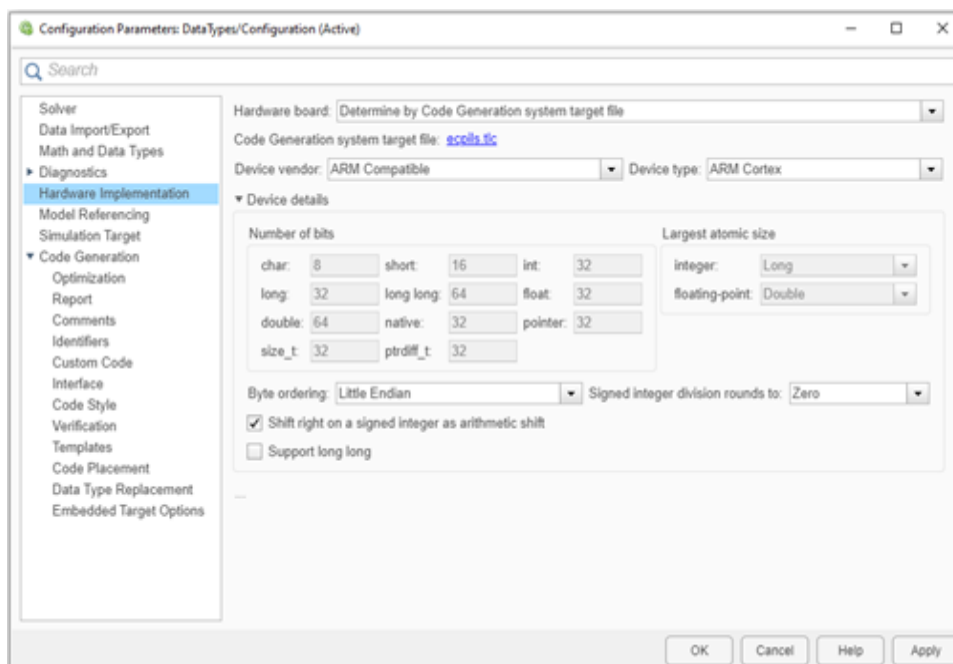 Configuration Parameters: DataTypes/Configuration (Active)
Search
Solver
Data Import/Export
Math and Data Types
Diagnostics
Hardware Implementation
Model Referencing
Simulation Target
Code Generation
Optimization
Report
Comments
Identifiers
Custom Code
Interface
Code Style
Verification
Templates
Code Placement
Data Type Replacement
Embedded Target Options
Hardware board: Determine by Code Generation system target file
Code Generation system target file: ecpils.tlc
Device vendor: ARM Compatible Device type: ARM Cortex
Device details
Number of bits Largest atomic size
char: 8 short: 16 int: 32 integer: Long
long: 32 long long: 64 float: 32 floating-point: Double
double: 64 native: 32 pointer: 32
size_t: 32 ptrdiff_t: 32
Byte ordering: Little Endian Signed integer division rounds to: Zero
Shift right on a signed integer as arithmetic shift
Support long long
...
OK Cancel Help Apply